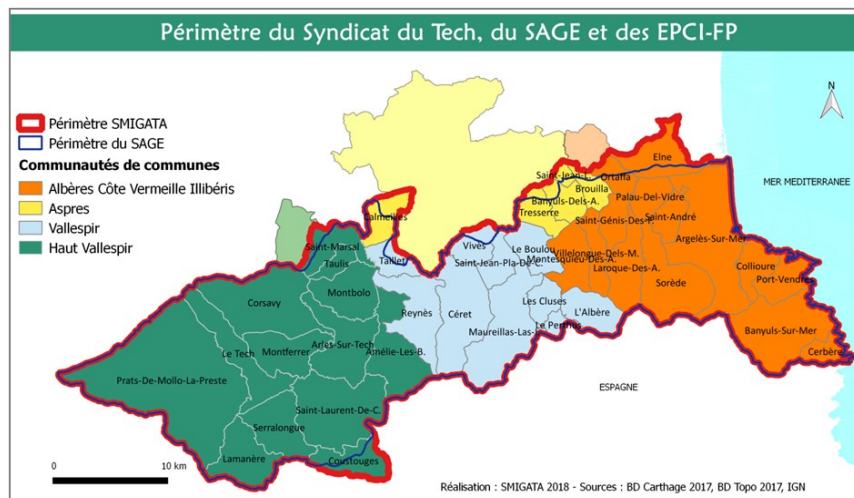 Périmètre du Syndicat du Tech, du SAGE et des EPCI-FP
N
Périmètre SMIGATA
Périmètre du SAGE
Communautés de communes
Albères Côte Vermeille Illibéris
Aspres
Vallespir
Haut Vallespir
MER MEDITERRANEE
Elne
Saint-Jean-L.
Ortaffa
Brouilla
Banyuls-Dels-A.
Palau-Del-Vidre
Tresserre
Calmeilles
Saint-Génis-Des-F.
Saint-André
Argelès-Sur-Mer
Saint-Marsal
Vivès
Le Boulou
Villelongue-Dels-M.
Taulis
Taillet
Saint-Jean-Pla-De-C.
Montesquieu-Des-A.
Laroque-Des-A.
Collioure
Port-Vendres
Montbolo
Sorède
Corsavy
Reynès
Céret
Les Cluses
L'Albère
Maureillas-Las-I.
Le Perthus
Banyuls-Sur-Mer
Arles-Sur-Tech
Amélie-Les-B.
Le Tech
Montferrer
Cerbère
Prats-De-Mollo-La-Preste
ESPAGNE
Saint-Laurent-De-C.
Serralongue
Lamanère
Coustouges
0 10 km
Réalisation : SMIGATA 2018 - Sources : BD Carthage 2017, BD Topo 2017, IGN